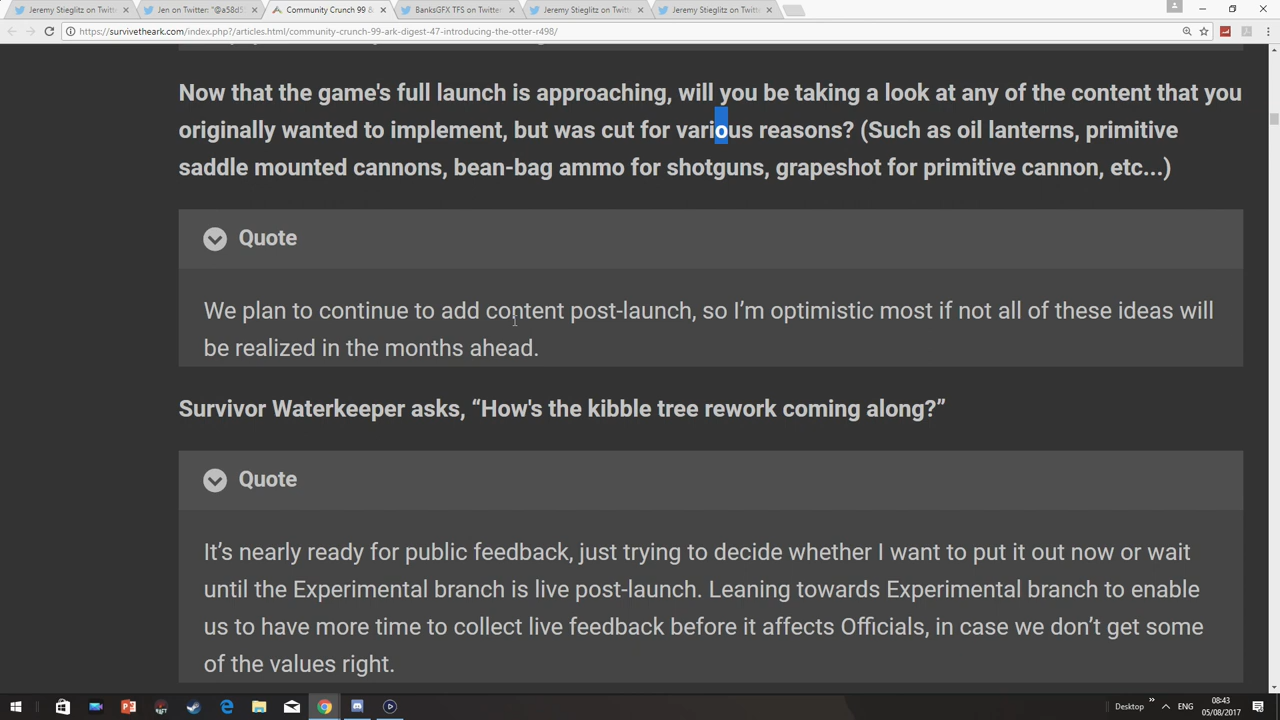 Jeremy Stieglitz on Twitt
Jen on Twitter: "@a58d5
Community Crunch 99 &
BanksGFX TFS on Twitter
Jeremy Stieglitz on Twitt
Jeremy Stieglitz on Twitt
https://survivetheark.com/index.php?/articles.html/community-crunch-99-ark-digest-47-introducing-the-otter-r498/
Now that the game's full launch is approaching, will you be taking a look at any of the content that you
originally wanted to implement, but was cut for various reasons? (Such as oil lanterns, primitive
saddle mounted cannons, bean-bag ammo for shotguns, grapeshot for primitive cannon, etc...)
Quote
We plan to continue to add content post-launch, so I’m optimistic most if not all of these ideas will
be realized in the months ahead.
Survivor Waterkeeper asks, “How's the kibble tree rework coming along?”
Quote
It’s nearly ready for public feedback, just trying to decide whether I want to put it out now or wait
until the Experimental branch is live post-launch. Leaning towards Experimental branch to enable
us to have more time to collect live feedback before it affects Officials, in case we don’t get some
of the values right.
Desktop
ENG
08:43
05/08/2017